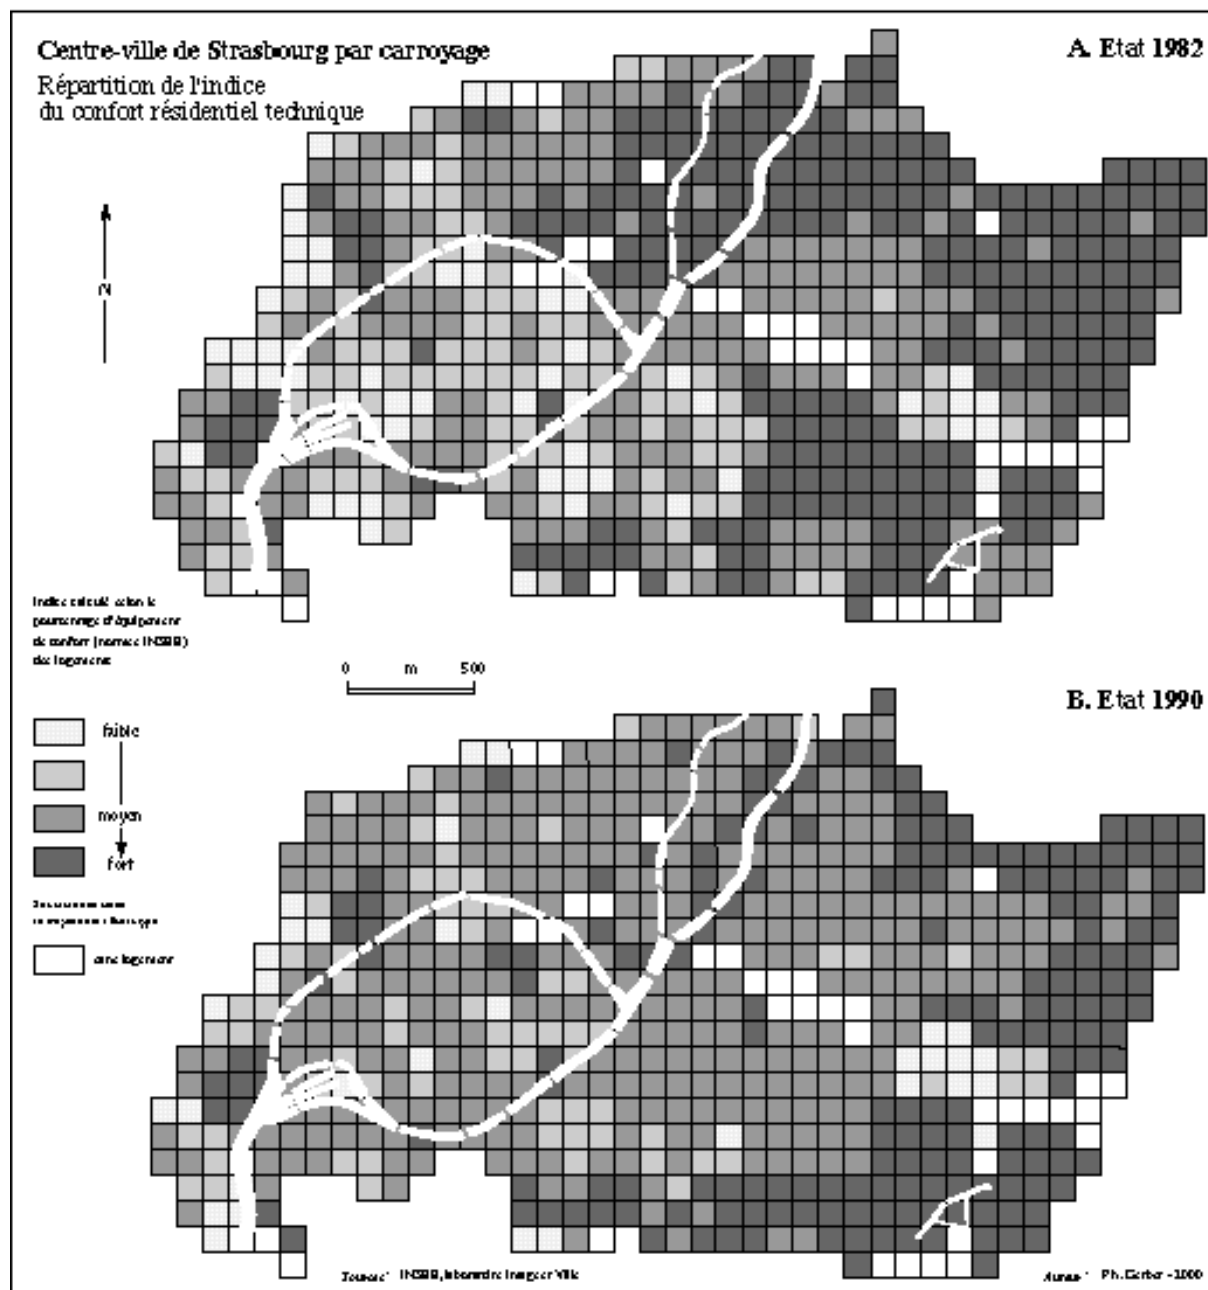 Centre-ville de Strasbourg par carroyage
A. Etat 1982
Répartition de l'indice
du confort résidentiel technique
N
Indice calculé selon le
pourcentage d'équipement
de confort (normes INSEE)
des logements
0 m 500
B. Etat 1990
faible
moyen
fort
sans logement
Source : INSEE, laboratoire Image et Ville
Auteur : Ph. Gerber - 2000